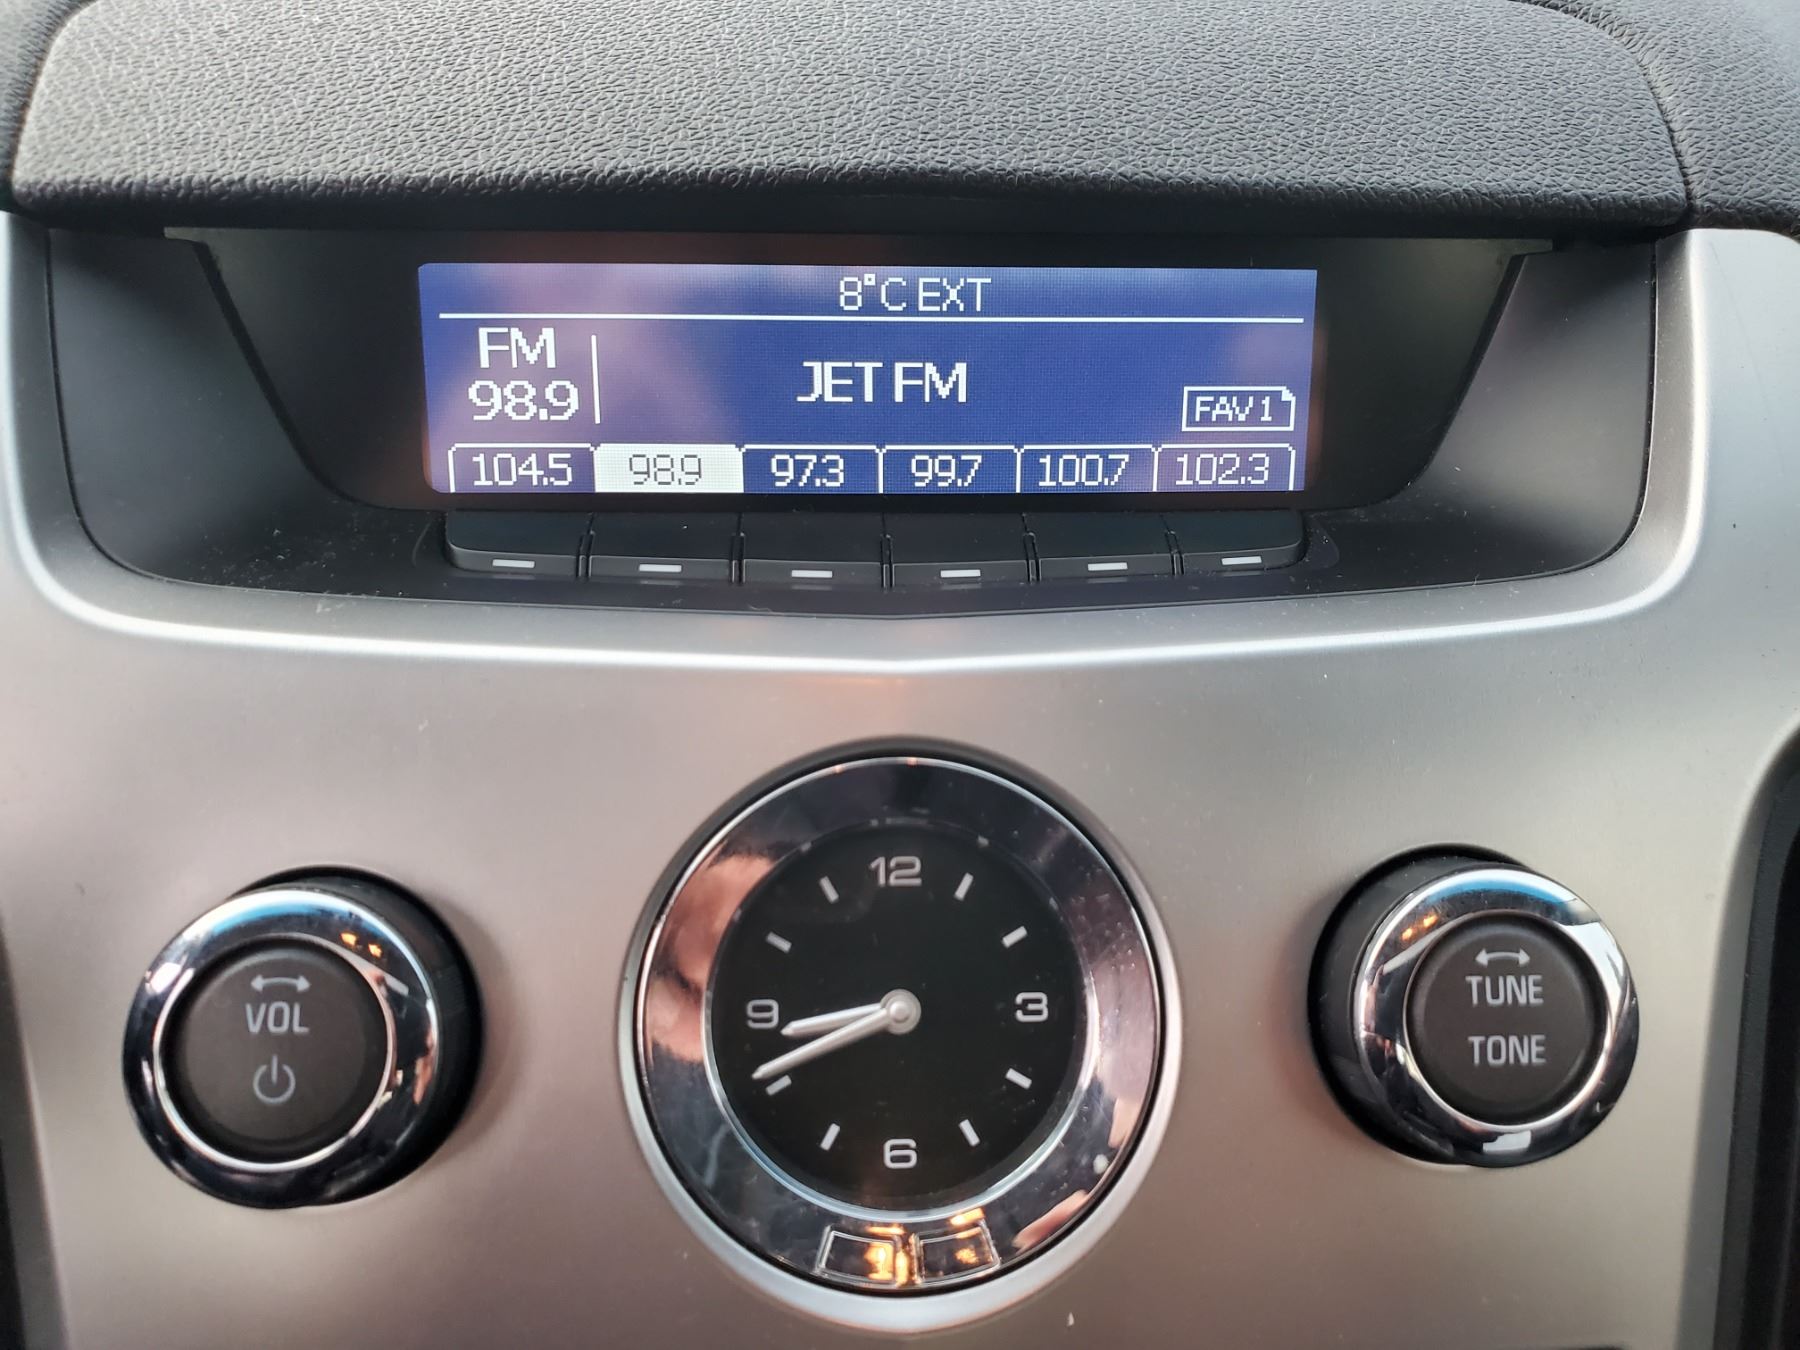 8°C EXT
FM
98.9
JET FM
FAV 1
104.5 98.9 97.3 99.7 100.7 102.3
12
9 3
6
VOL
TUNE
TONE